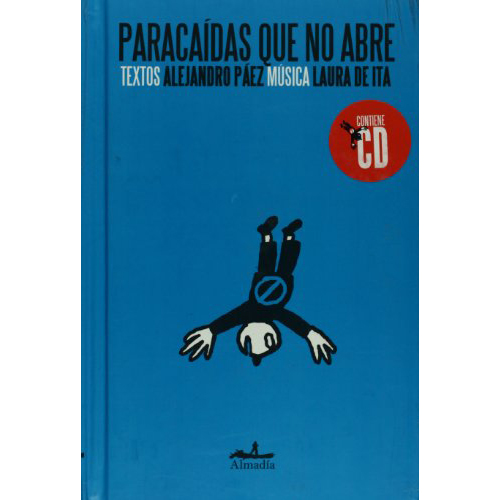 PARACAÍDAS QUE NO ABRE
TEXTOS ALEJANDRO PÁEZ MÚSICA LAURA DE ITA
CONTIENE
CD
Almadía